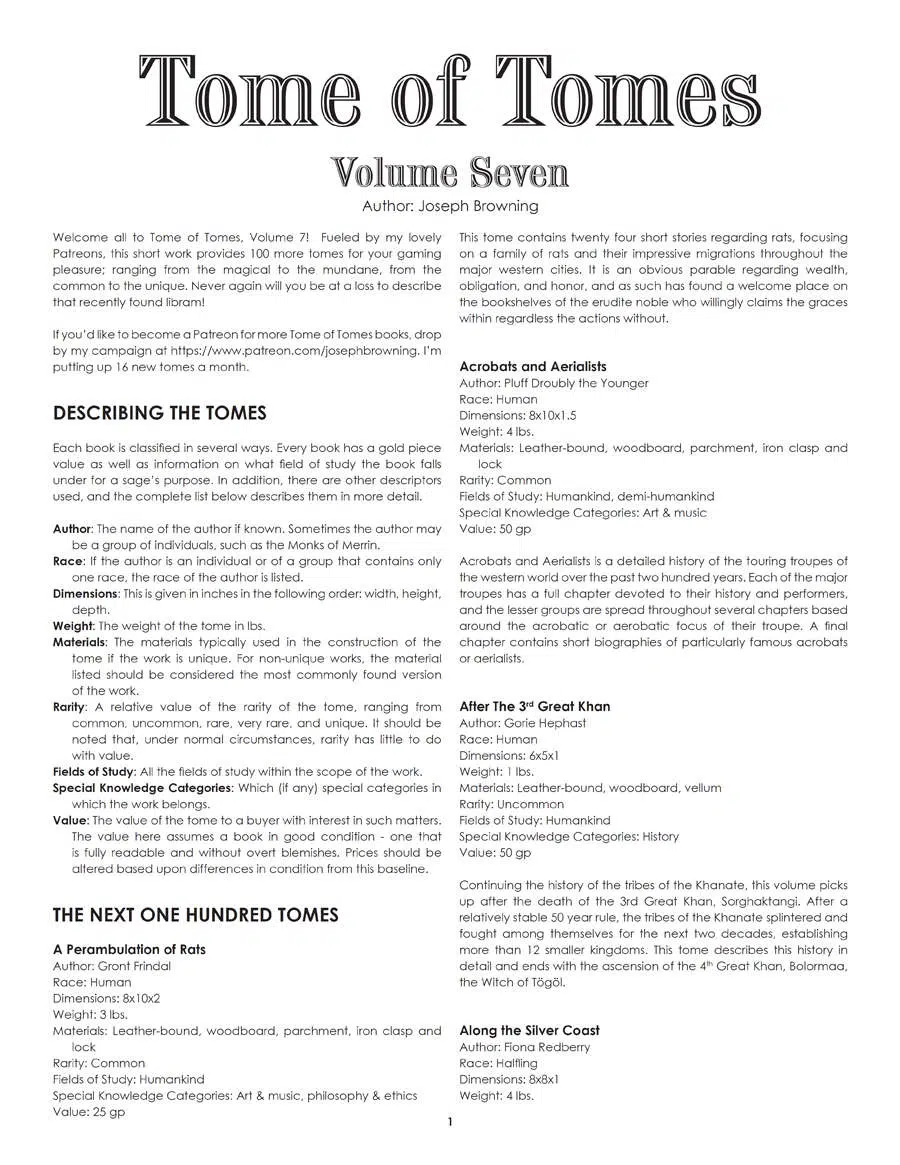 Tome of Tomes
Volume Seven
Author: Joseph Browning
Welcome all to Tome of Tomes, Volume 7!  Fueled by my lovely
Patreons, this short work provides 100 more tomes for your gaming
pleasure; ranging from the magical to the mundane, from the
common to the unique. Never again will you be at a loss to describe
that recently found libram!
If you'd like to become a Patreon for more Tome of Tomes books, drop
by my campaign at https://www.patreon.com/josephbrowning. I'm
putting up 16 new tomes a month.
DESCRIBING THE TOMES
Each book is classified in several ways. Every book has a gold piece
value as well as information on what field of study the book falls
under for a sage's purpose. In addition, there are other descriptors
used, and the complete list below describes them in more detail.
Author: The name of the author if known. Sometimes the author may
be a group of individuals, such as the Monks of Merrin.
Race: If the author is an individual or of a group that contains only
one race, the race of the author is listed.
Dimensions: This is given in inches in the following order: width, height,
depth.
Weight: The weight of the tome in lbs.
Materials: The materials typically used in the construction of the
tome if the work is unique. For non-unique works, the material
listed should be considered the most commonly found version
of the work.
Rarity: A relative value of the rarity of the tome, ranging from
common, uncommon, rare, very rare, and unique. It should be
noted that, under normal circumstances, rarity has little to do
with value.
Fields of Study: All the fields of study within the scope of the work.
Special Knowledge Categories: Which (if any) special categories in
which the work belongs.
Value: The value of the tome to a buyer with interest in such matters.
The value here assumes a book in good condition - one that
is fully readable and without overt blemishes. Prices should be
altered based upon differences in condition from this baseline.
THE NEXT ONE HUNDRED TOMES
A Perambulation of Rats
Author: Gront Frindal
Race: Human
Dimensions: 8x10x2
Weight: 3 lbs.
Materials: Leather-bound, woodboard, parchment, iron clasp and
lock
Rarity: Common
Fields of Study: Humankind
Special Knowledge Categories: Art & music, philosophy & ethics
Value: 25 gp
This tome contains twenty four short stories regarding rats, focusing
on a family of rats and their impressive migrations throughout the
major western cities. It is an obvious parable regarding wealth,
obligation, and honor, and as such has found a welcome place on
the bookshelves of the erudite noble who willingly claims the graces
within regardless the actions without.
Acrobats and Aerialists
Author: Pluff Droubly the Younger
Race: Human
Dimensions: 8x10x1.5
Weight: 4 lbs.
Materials: Leather-bound, woodboard, parchment, iron clasp and
lock
Rarity: Common
Fields of Study: Humankind, demi-humankind
Special Knowledge Categories: Art & music
Value: 50 gp
Acrobats and Aerialists is a detailed history of the touring troupes of
the western world over the past two hundred years. Each of the major
troupes has a full chapter devoted to their history and performers,
and the lesser groups are spread throughout several chapters based
around the acrobatic or aerobatic focus of their troupe. A final
chapter contains short biographies of particularly famous acrobats
or aerialists.
After The 3rd Great Khan
Author: Gorie Hephast
Race: Human
Dimensions: 6x5x1
Weight: 1 lbs.
Materials: Leather-bound, woodboard, vellum
Rarity: Uncommon
Fields of Study: Humankind
Special Knowledge Categories: History
Value: 50 gp
Continuing the history of the tribes of the Khanate, this volume picks
up after the death of the 3rd Great Khan, Sorghaktangi. After a
relatively stable 50 year rule, the tribes of the Khanate splintered and
fought among themselves for the next two decades, establishing
more than 12 smaller kingdoms. This tome describes this history in
detail and ends with the ascension of the 4th Great Khan, Bolormaa,
the Witch of Tögöl.
Along the Silver Coast
Author: Fiona Redberry
Race: Halfling
Dimensions: 8x8x1
Weight: 4 lbs.
1